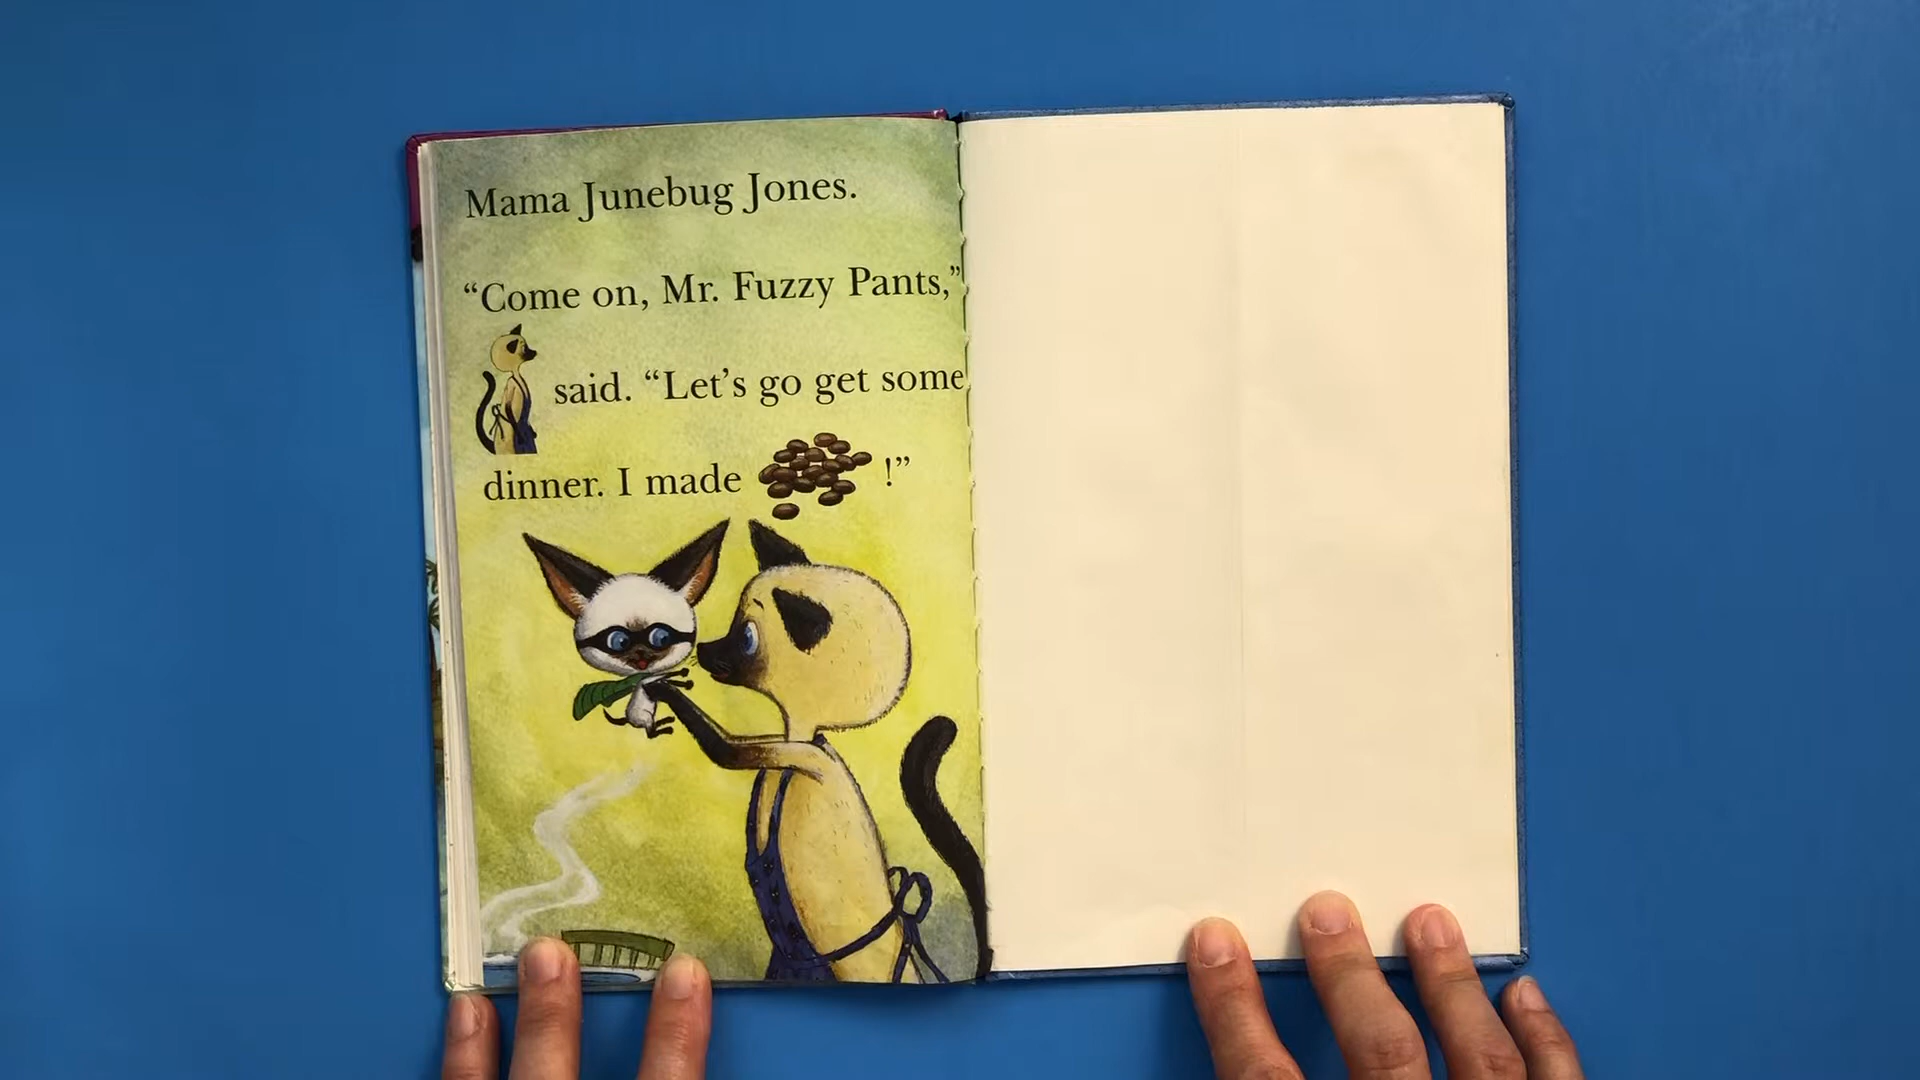 Mama Junebug Jones.
“Come on, Mr. Fuzzy Pants,”
said. “Let’s go get some
dinner. I made !”